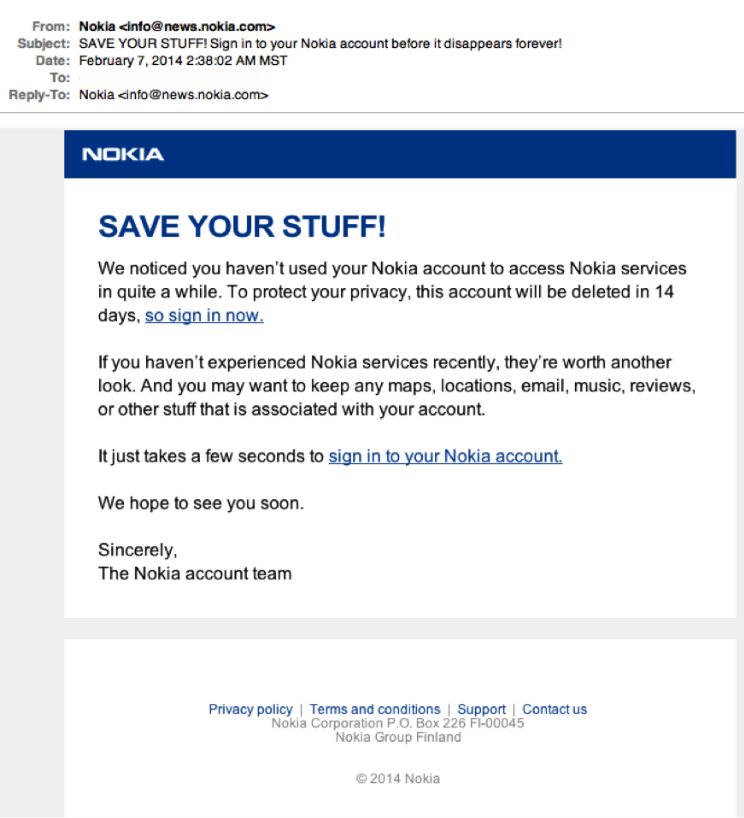 From: Nokia <info@news.nokia.com>
Subject: SAVE YOUR STUFF! Sign in to your Nokia account before it disappears forever!
Date: February 7, 2014 2:38:02 AM MST
To:
Reply-To: Nokia <info@news.nokia.com>
NOKIA
SAVE YOUR STUFF!
We noticed you haven't used your Nokia account to access Nokia services
in quite a while. To protect your privacy, this account will be deleted in 14
days, so sign in now.
If you haven't experienced Nokia services recently, they're worth another
look. And you may want to keep any maps, locations, email, music, reviews,
or other stuff that is associated with your account.
It just takes a few seconds to sign in to your Nokia account.
We hope to see you soon.
Sincerely,
The Nokia account team
Privacy policy | Terms and conditions | Support | Contact us
Nokia Corporation P.O. Box 226 FI-00045
Nokia Group Finland
© 2014 Nokia